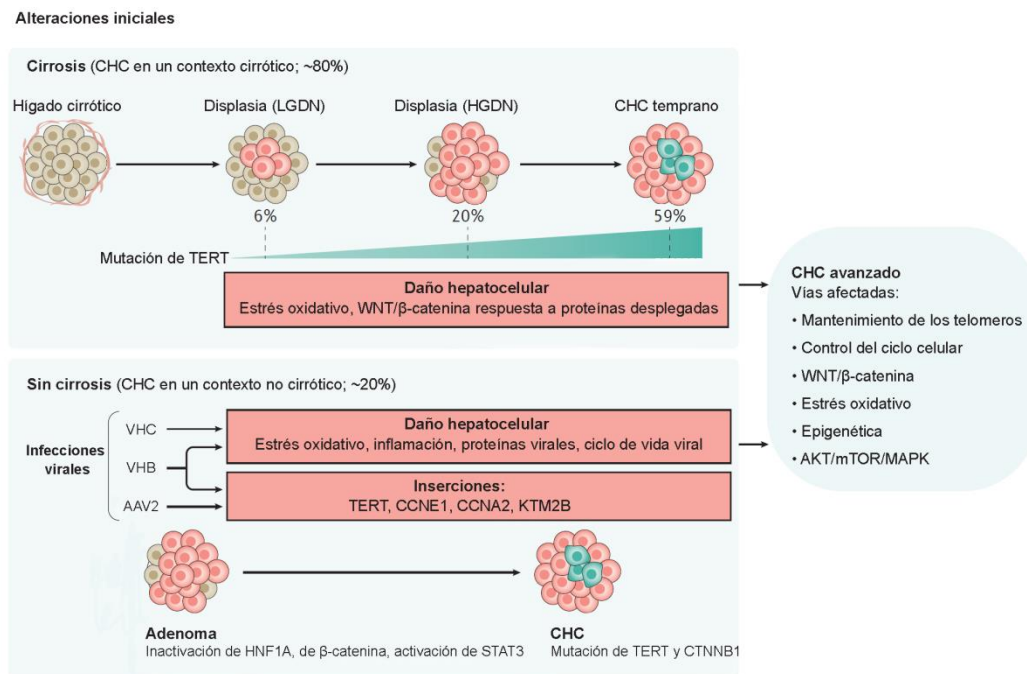 Alteraciones iniciales
Cirrosis (CHC en un contexto cirrótico; ~80%)
Higado cirrótico
Displasia (LGDN)
Displasia (HGDN)
CHC temprano
6%
20%
59%
Mutación de TERT
Daño hepatocelular
Estrés oxidativo, WNT/β-catenina respuesta a proteínas desplegadas
Sin cirrosis (CHC en un contexto no cirrótico; ~20%)
Infecciones
virales
VHC
VHB
AAV2
Daño hepatocelular
Estrés oxidativo, inflamación, proteínas virales, ciclo de vida viral
Inserciones:
TERT, CCNE1, CCNA2, KTM2B
Adenoma
Inactivación de HNF1A, de β-catenina, activación de STAT3
CHC
Mutación de TERT y CTNNB1
CHC avanzado
Vías afectadas:
• Mantenimiento de los telomeros
• Control del ciclo celular
• WNT/β-catenina
• Estrés oxidativo
• Epigenética
• AKT/mTOR/MAPK